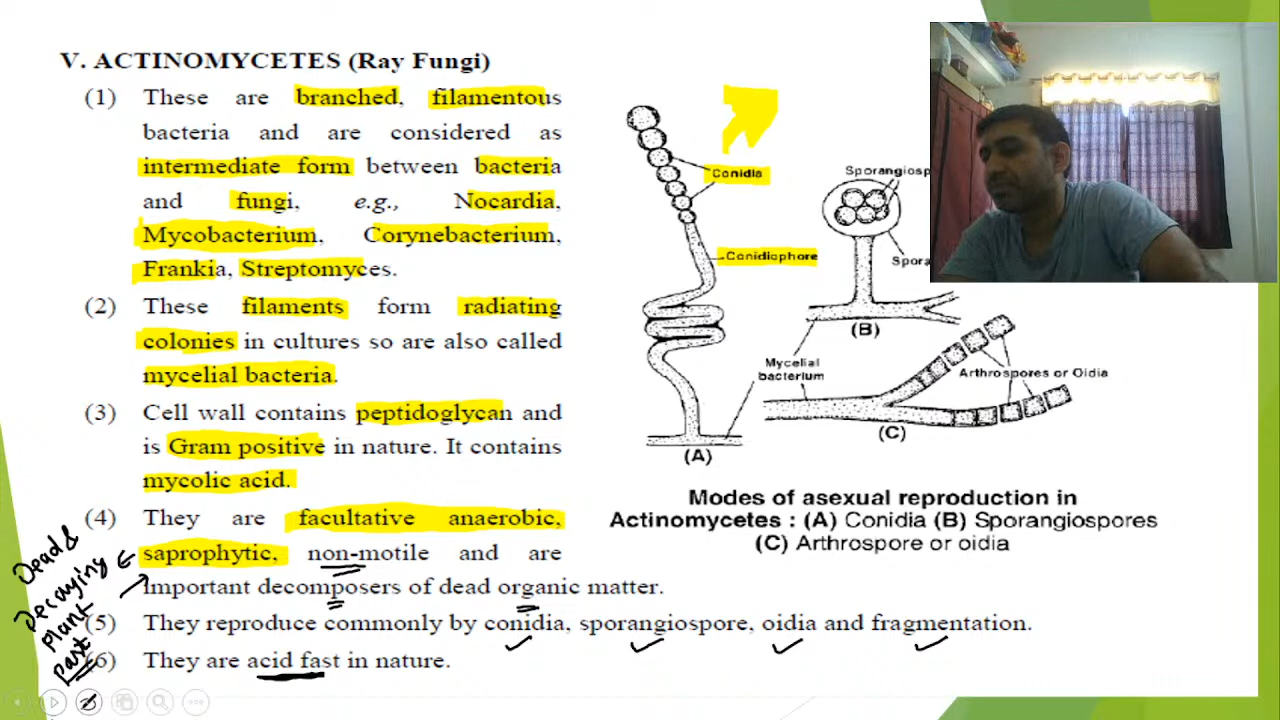 V. ACTINOMYCETES (Ray Fungi)
(1) These are branched, filamentous
bacteria and are considered as
intermediate form between bacteria
and fungi, e.g., Nocardia,
Mycobacterium, Corynebacterium,
Frankia, Streptomyces.
(2) These filaments form radiating
colonies in cultures so are also called
mycelial bacteria.
(3) Cell wall contains peptidoglycan and
is Gram positive in nature. It contains
mycolic acid.
(4) They are facultative anaerobic,
saprophytic, non-motile and are
important decomposers of dead organic matter.
(5) They reproduce commonly by conidia, sporangiospore, oidia and fragmentation.
(6) They are acid fast in nature.
Dead &
Decaying
plant
part
Conidia
Conidiophore
(A)
Sporangiosp
Spora
(B)
Mycelial
bacterium
Arthrospores or Oidia
(C)
Modes of asexual reproduction in
Actinomycetes : (A) Conidia (B) Sporangiospores
(C) Arthrospore or oidia